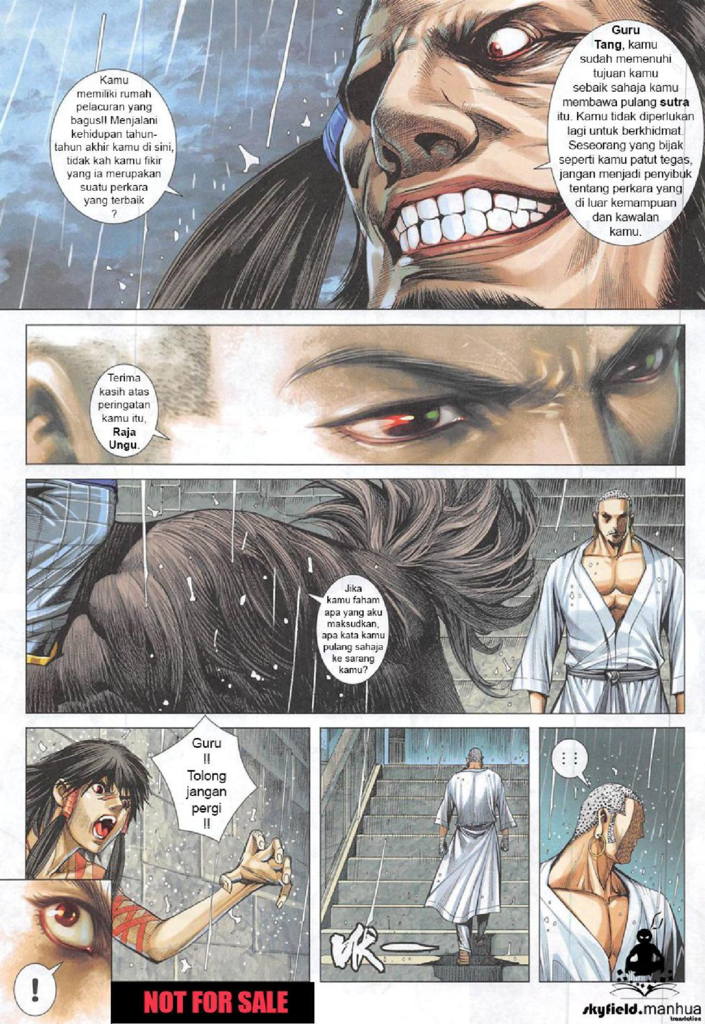 Guru
Tang, kamu
sudah memenuhi
tujuan kamu
sebaik sahaja kamu
membawa pulang sutra
itu. Kamu tidak diperlukan
lagi untuk berkhidmat.
Seseorang yang bijak
seperti kamu patut tegas,
jangan menjadi penyibuk
tentang perkara yang
di luar kemampuan
dan kawalan
kamu.
Kamu
memiliki rumah
pelacuran yang
bagus!! Menjalani
kehidupan tahun-
tahun akhir kamu di sini,
tidak kah kamu fikir
yang ia merupakan
suatu perkara
yang terbaik
?
Terima
kasih atas
peringatan
kamu itu,
Raja
Ungu.
Jika
kamu faham
apa yang aku
maksudkan,
apa kata kamu
pulang sahaja
ke sarang
kamu?
Guru
!!
Tolong
jangan
pergi
!!
!
NOT FOR SALE
skyfield.manhua
translation